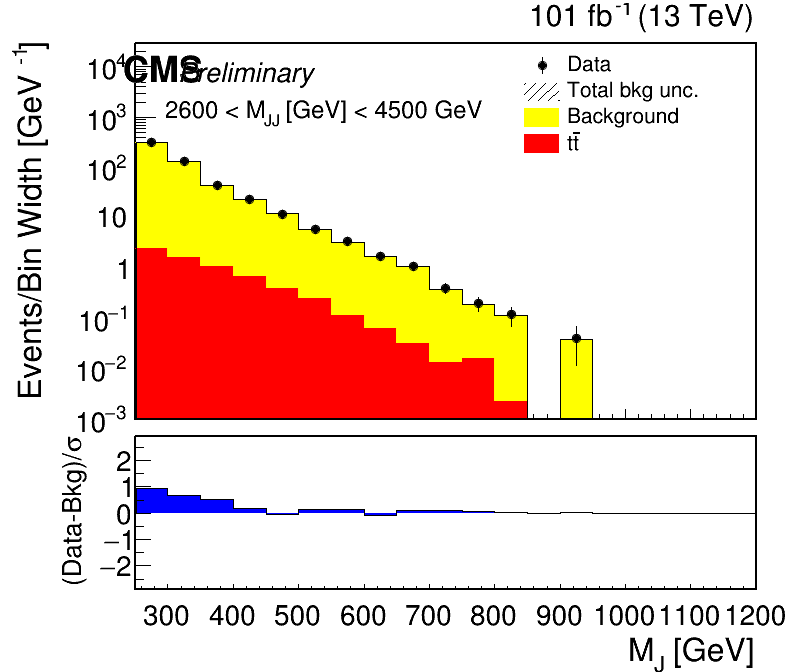 101 fb⁻¹ (13 TeV)
CMS Preliminary
2600 < M_JJ [GeV] < 4500 GeV
Data
Total bkg unc.
Background
tt̄
Events/Bin Width [GeV⁻¹]
10⁴
10³
10²
10
1
10⁻¹
10⁻²
10⁻³
(Data-Bkg)/σ
2
1
0
−1
−2
300 400 500 600 700 800 900 1000 1100 1200
M_J [GeV]